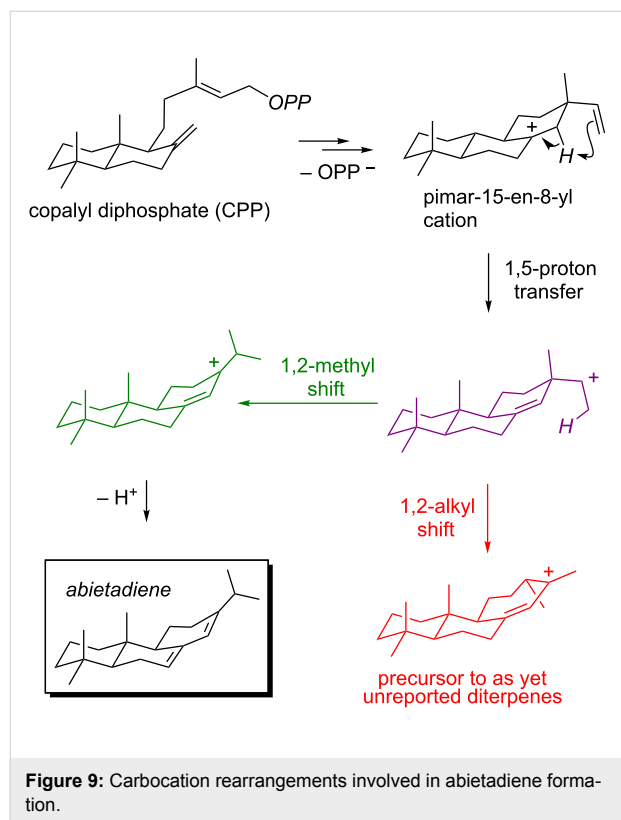 OPP
– OPP –
copalyl diphosphate (CPP)
+
H
pimar-15-en-8-yl
cation
1,5-proton
transfer
+
1,2-methyl
shift
+
H
– H+
1,2-alkyl
shift
abietadiene
+
precursor to as yet
unreported diterpenes
Figure 9: Carbocation rearrangements involved in abietadiene forma-
tion.